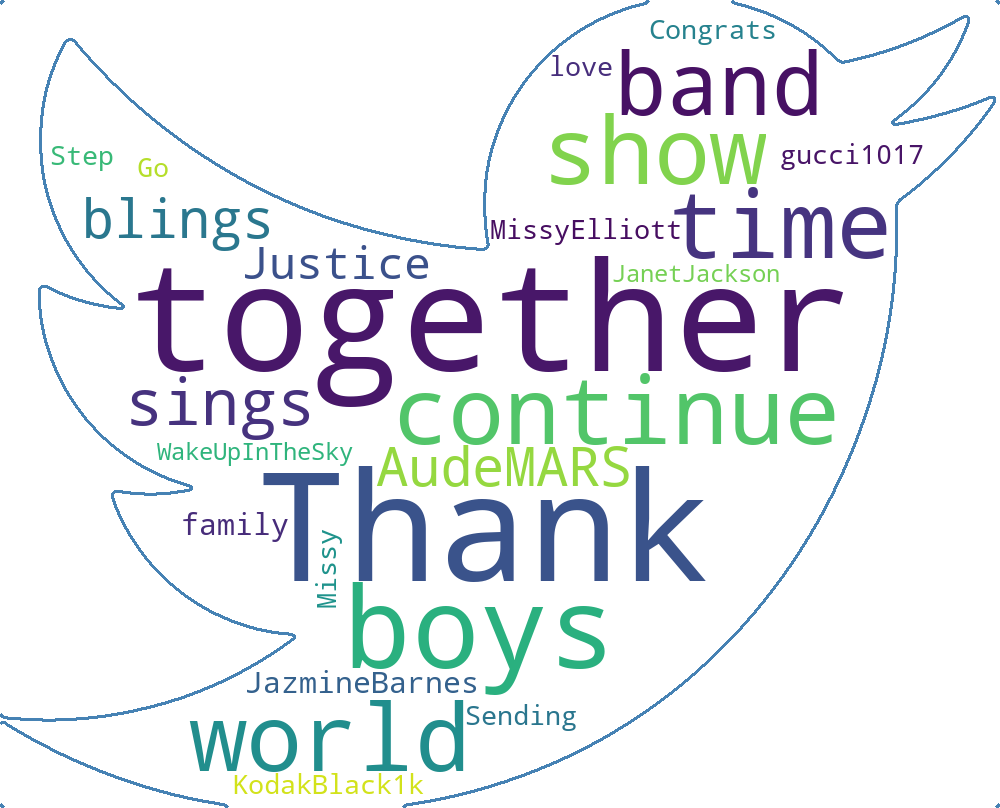 Congrats
love
band
show
Step
Go
gucci1017
blings
time
MissyElliott
Justice
JanetJackson
together
sings
continue
WakeUpInTheSky
AudeMARS
Thank
family
Missy
boys
JazmineBarnes
Sending
world
KodakBlack1k